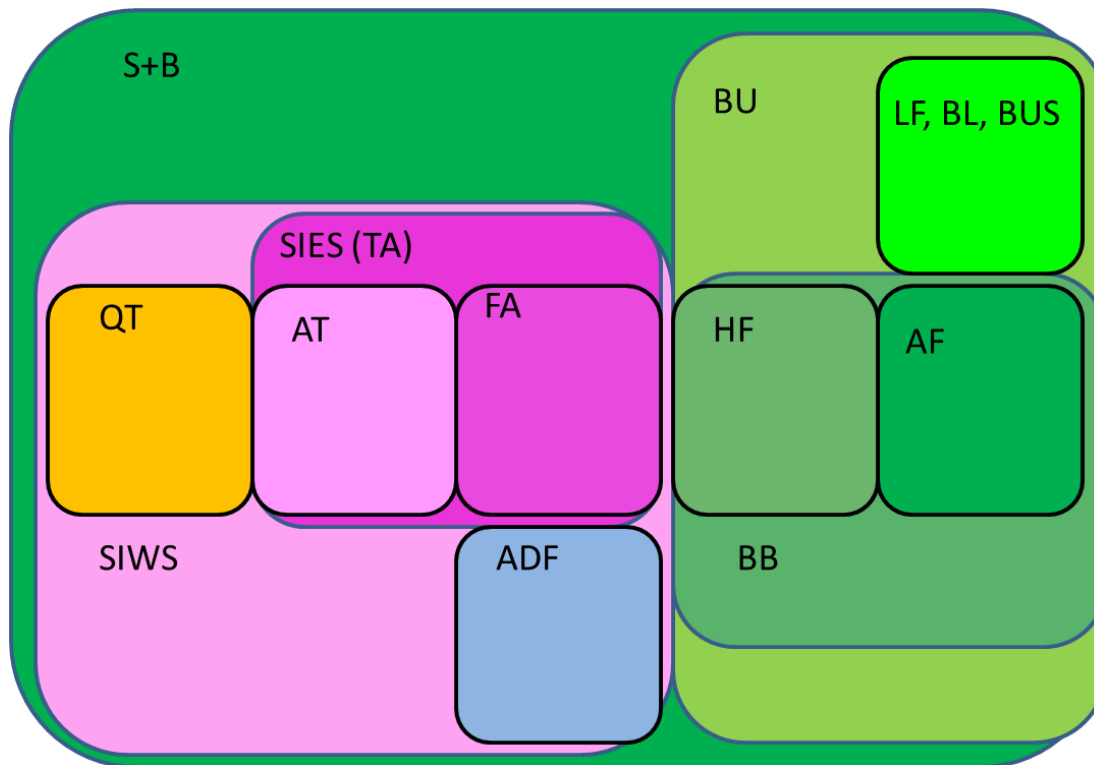 S+B
BU
LF, BL, BUS
SIES (TA)
QT
AT
FA
HF
AF
SIWS
ADF
BB